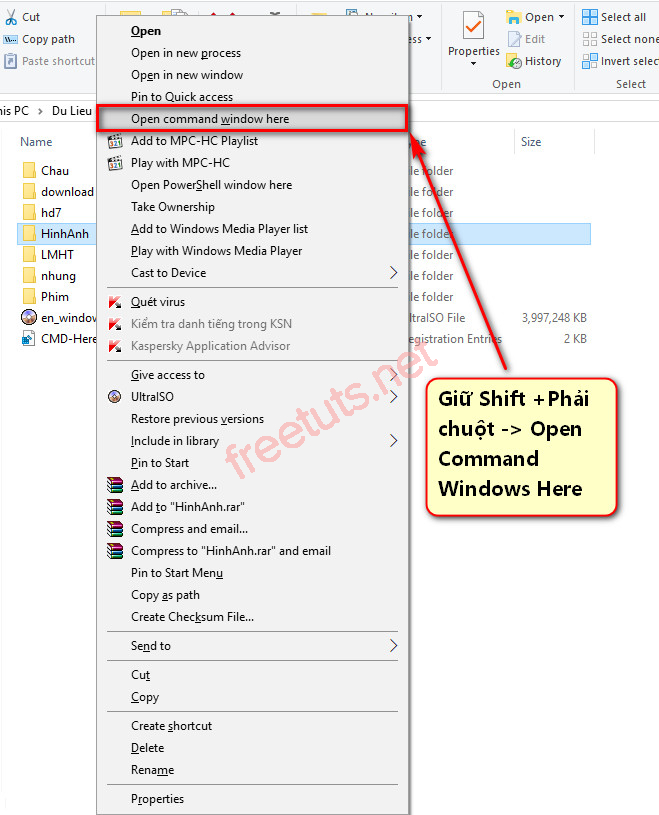 Cut
Copy path
Paste shortcut
Properties
Open
Edit
History
Open
Select all
Select none
Invert selec
Select
his PC > Du Lieu
Name
Size
Chau
download
hd7
HinhAnh
LMHT
nhung
Phim
en_window
CMD-Here
le folder
le folder
le folder
le folder
le folder
le folder
le folder
ltraISO File
3,997,248 KB
egistration Entries
2 KB
Open
Open in new process
Open in new window
Pin to Quick access
Open command window here
Add to MPC-HC Playlist
Play with MPC-HC
Open PowerShell window here
Take Ownership
Add to Windows Media Player list
Play with Windows Media Player
Cast to Device
Quét virus
Kiểm tra danh tiếng trong KSN
Kaspersky Application Advisor
Give access to
UltraISO
Restore previous versions
Include in library
Pin to Start
Add to archive...
Add to "HinhAnh.rar"
Compress and email...
Compress to "HinhAnh.rar" and email
Pin to Start Menu
Copy as path
Create Checksum File...
Send to
Cut
Copy
Create shortcut
Delete
Rename
Properties
Giữ Shift +Phải
chuột -> Open
Command
Windows Here
freetuts.net